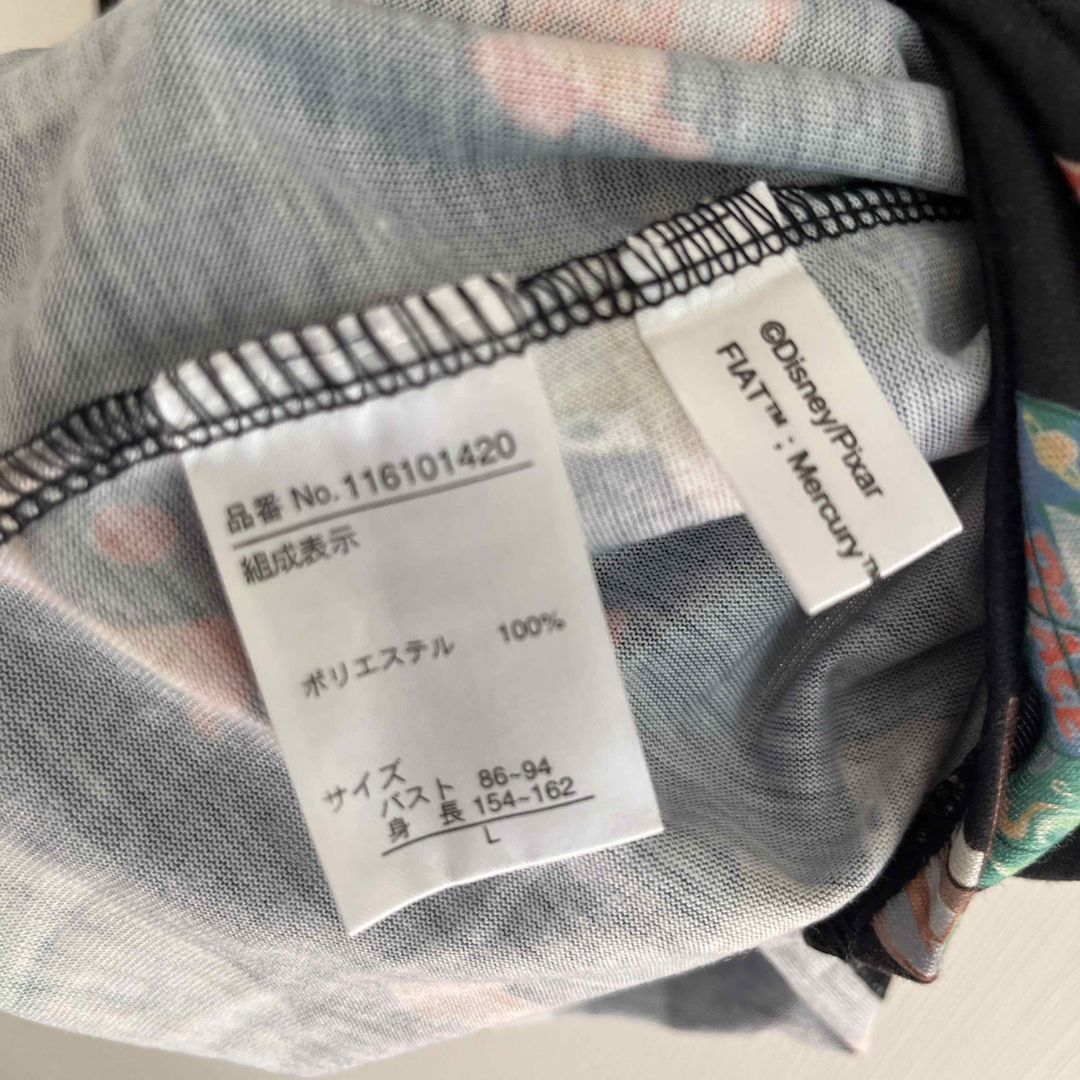 品番 No.116101420
組成表示
ポリエステル 100%
サイズ
バスト 86~94
身 長 154~162
L
©Disney/Pixar
FIAT™ ; Mercury™